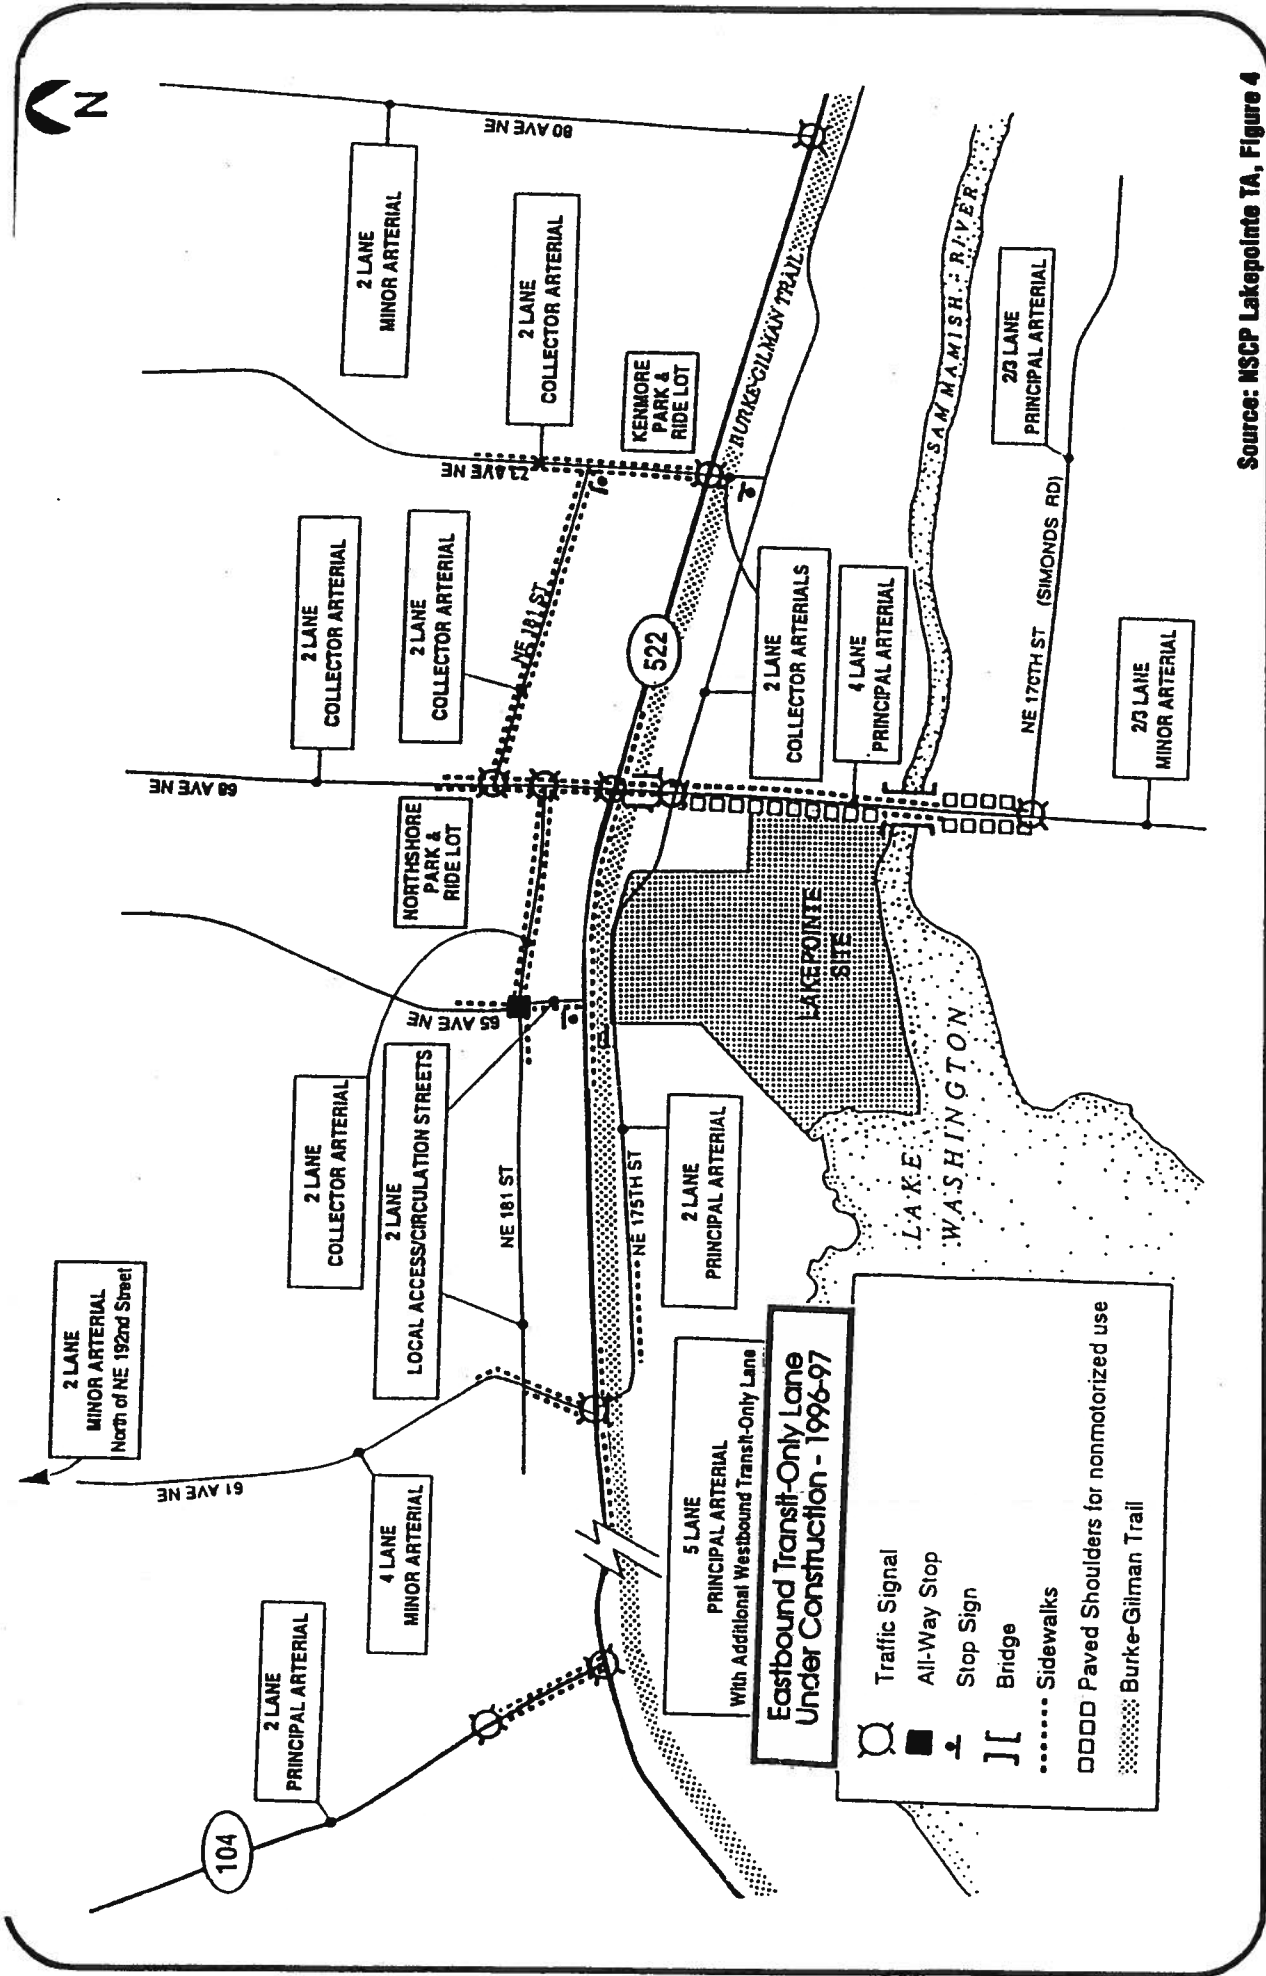 N
104
2 LANE
PRINCIPAL ARTERIAL
4 LANE
MINOR ARTERIAL
61 AVE NE
2 LANE
MINOR ARTERIAL
North of NE 192nd Street
2 LANE
COLLECTOR ARTERIAL
2 LANE
LOCAL ACCESS/CIRCULATION STREETS
65 AVE NE
NE 181 ST
NORTHSHORE
PARK &
RIDE LOT
68 AVE NE
2 LANE
COLLECTOR ARTERIAL
2 LANE
COLLECTOR ARTERIAL
NE 181 ST
73 AVE NE
2 LANE
MINOR ARTERIAL
2 LANE
COLLECTOR ARTERIAL
80 AVE NE
KENMORE
PARK &
RIDE LOT
BURKE-GILMAN TRAIL
522
NE 175TH ST
2 LANE
PRINCIPAL ARTERIAL
5 LANE
PRINCIPAL ARTERIAL
With Additional Westbound Transit-Only Lane
Eastbound Transit-Only Lane
Under Construction - 1996-97
2 LANE
COLLECTOR ARTERIALS
4 LANE
PRINCIPAL ARTERIAL
LAKEPOINTE
SITE
LAKE
WASHINGTON
SAMMAMISH RIVER
2/3 LANE
PRINCIPAL ARTERIAL
NE 170TH ST (SIMONDS RD)
2/3 LANE
MINOR ARTERIAL
Traffic Signal
All-Way Stop
Stop Sign
Bridge
Sidewalks
Paved Shoulders for nonmotorized use
Burke-Gilman Trail
Source: NSCP Lakepointe TA, Figure 4